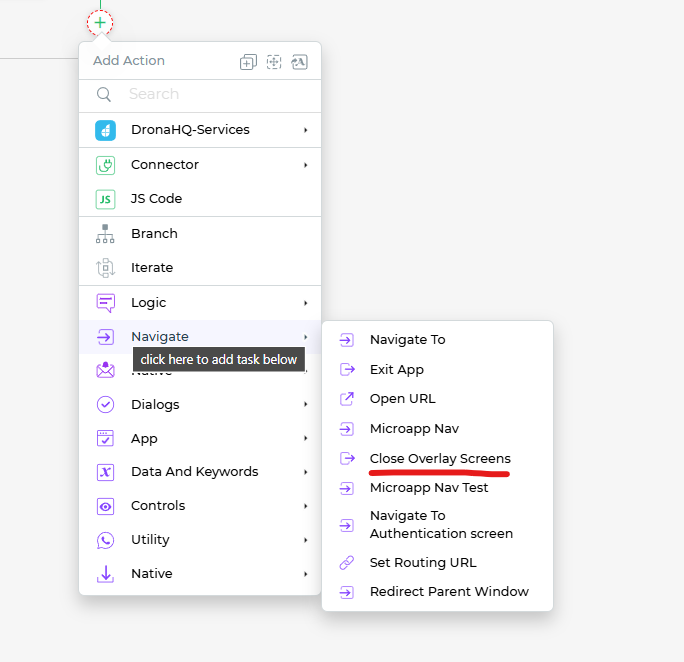 Add Action
Search
DronaHQ-Services
Connector
JS
JS Code
Branch
Iterate
Logic
Navigate
click here to add task below
Native
Dialogs
App
Data And Keywords
Controls
Utility
Native
Navigate To
Exit App
Open URL
Microapp Nav
Close Overlay Screens
Microapp Nav Test
Navigate To
Authentication screen
Set Routing URL
Redirect Parent Window